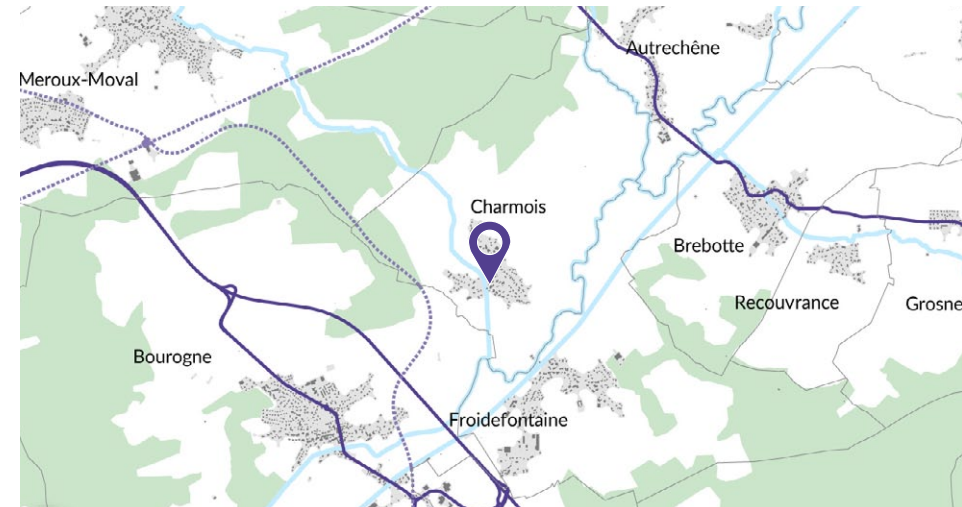 Autrechêne
Meroux-Moval
Charmois
Brebotte
Recouvrance
Grosne
Bourogne
Froidefontaine